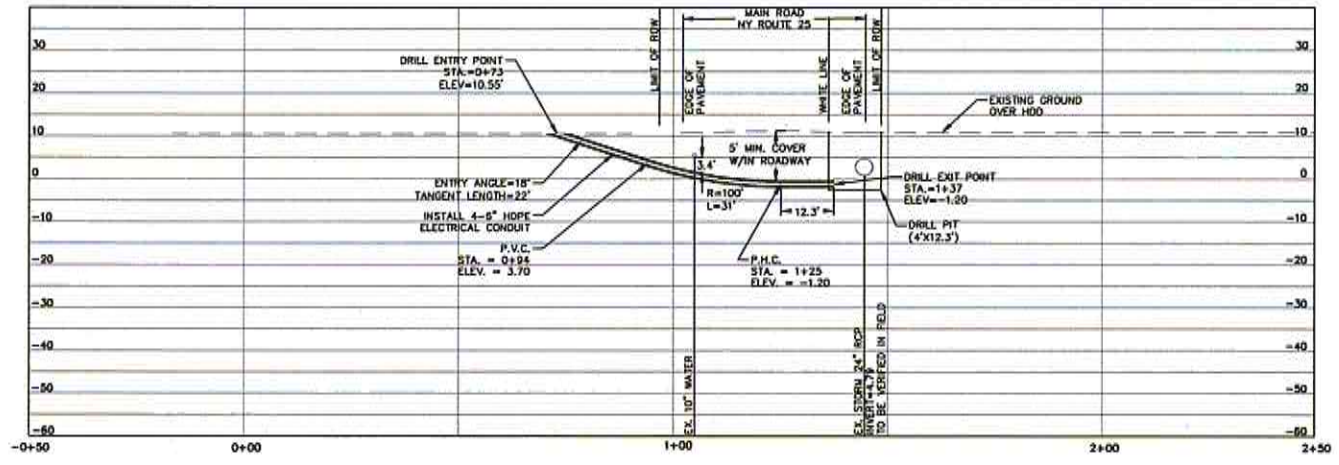 MAIN ROAD
NY ROUTE 25
LIMIT OF ROW
EDGE OF
PAVEMENT
WHITE LINE
EDGE OF
PAVEMENT
LIMIT OF ROW
30
30
20
20
10
10
0
0
-10
-10
-20
-20
-30
-30
-40
-40
-50
-50
-60
-60
DRILL ENTRY POINT
STA.=0+73
ELEV=10.55'
EXISTING GROUND
OVER HDD
5' MIN. COVER
W/IN ROADWAY
3.4'
ENTRY ANGLE=18°
TANGENT LENGTH=22'
R=100'
L=31'
DRILL EXIT POINT
STA.=1+37
ELEV=-1.20
12.3'
INSTALL 4-6" HDPE
ELECTRICAL CONDUIT
DRILL PIT
(4'X12.3')
P.V.C.
STA. = 0+94
ELEV. = 3.70
P.H.C.
STA. = 1+25
ELEV. = -1.20
EX. 10" WATER
EX. STORM 24" RCP
INVERT=4.79
TO BE VERIFIED IN FIELD
-0+50
0+00
1+00
2+00
2+50